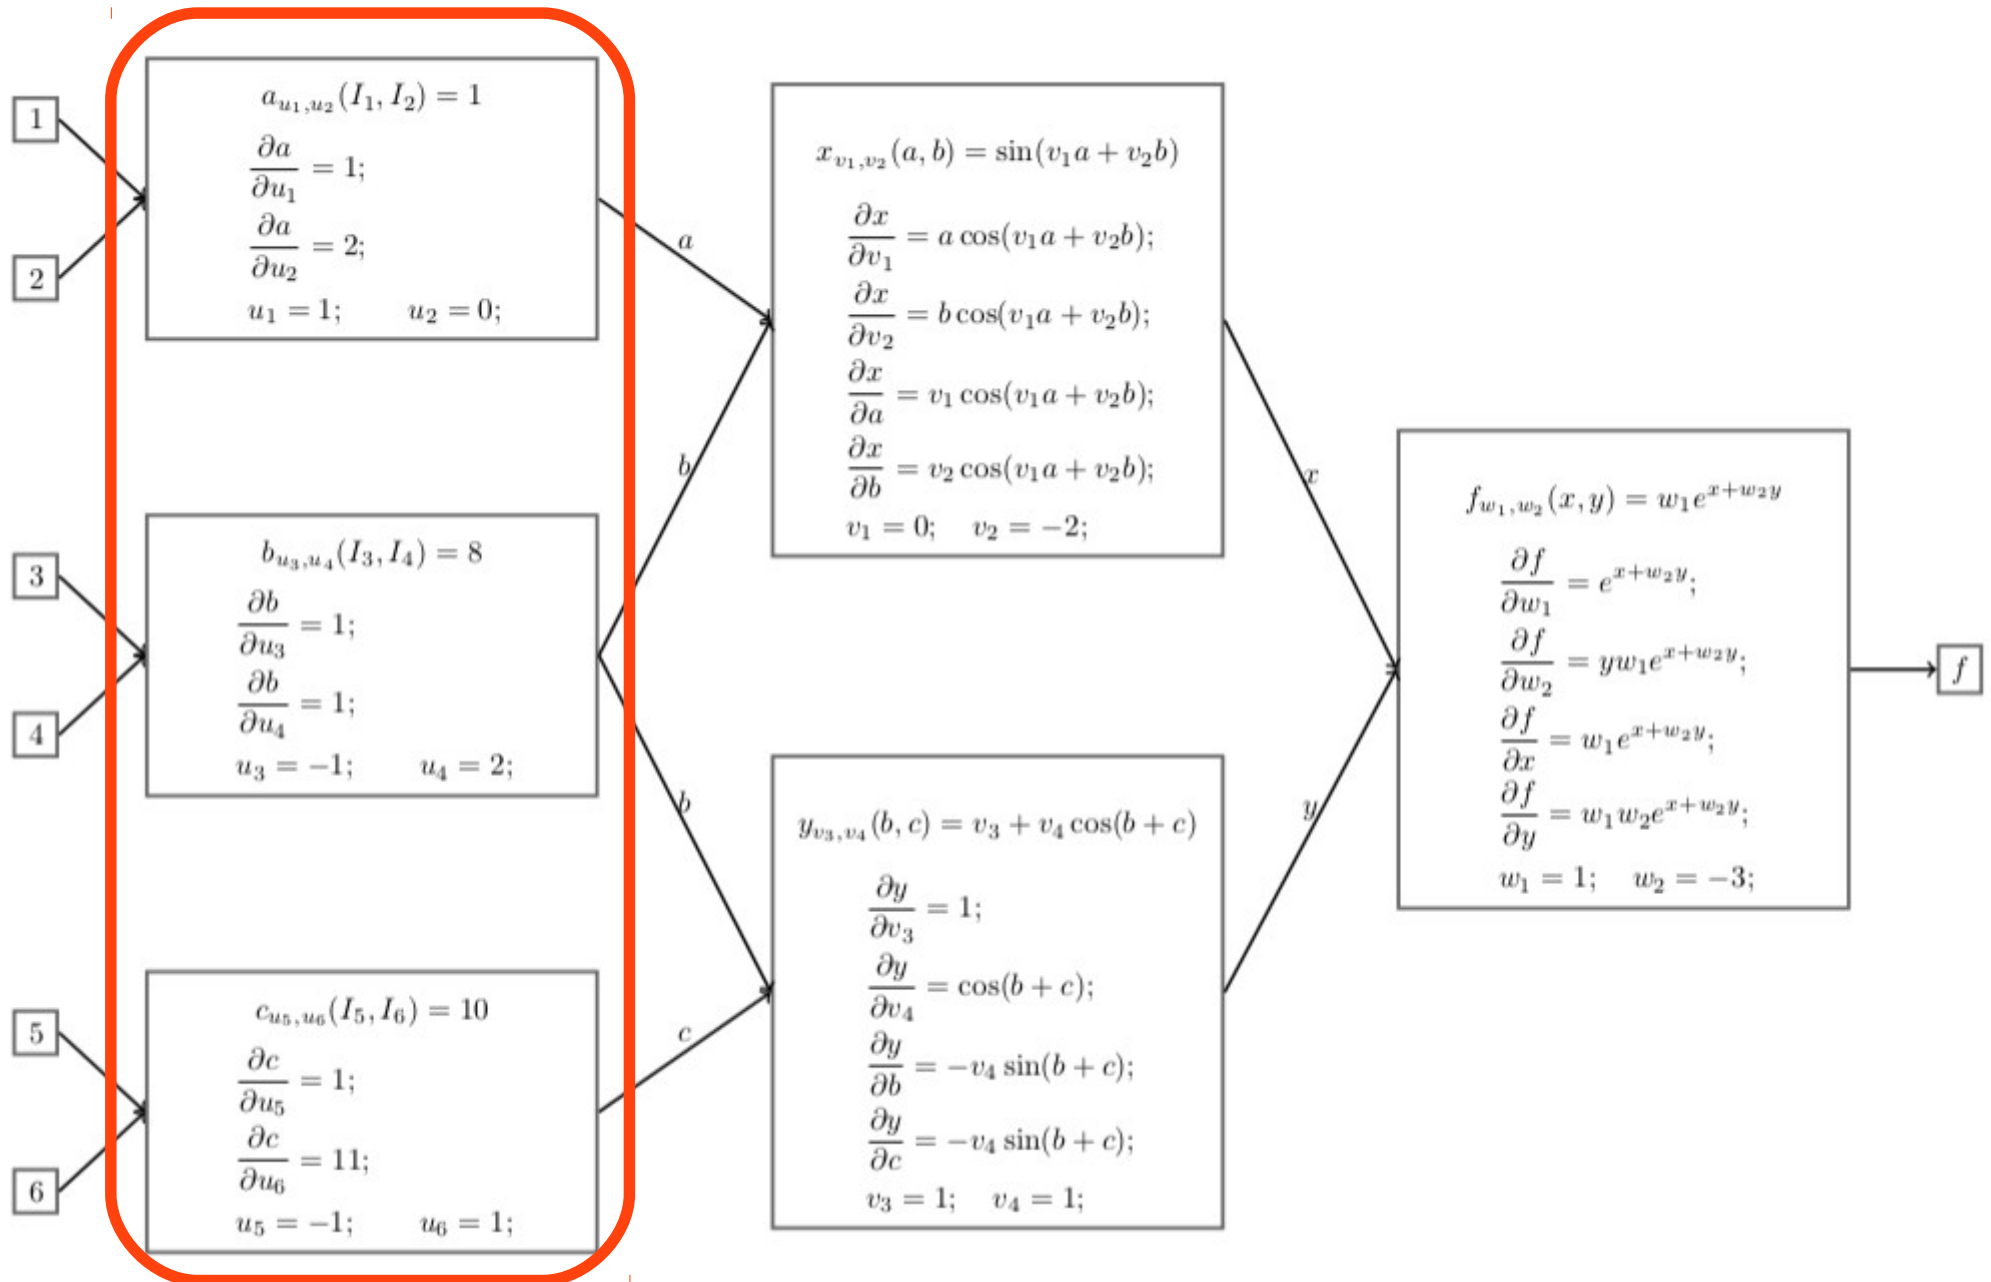 1
2
a_{u_1,u_2}(I_1, I_2) = 1
∂a/∂u_1 = 1;
∂a/∂u_2 = 2;
u_1 = 1; u_2 = 0;
3
4
b_{u_3,u_4}(I_3, I_4) = 8
∂b/∂u_3 = 1;
∂b/∂u_4 = 1;
u_3 = −1; u_4 = 2;
5
6
c_{u_5,u_6}(I_5, I_6) = 10
∂c/∂u_5 = 1;
∂c/∂u_6 = 11;
u_5 = −1; u_6 = 1;
a
b
b
c
x_{v_1,v_2}(a, b) = sin(v_1a + v_2b)
∂x/∂v_1 = a cos(v_1a + v_2b);
∂x/∂v_2 = b cos(v_1a + v_2b);
∂x/∂a = v_1 cos(v_1a + v_2b);
∂x/∂b = v_2 cos(v_1a + v_2b);
v_1 = 0; v_2 = −2;
y_{v_3,v_4}(b, c) = v_3 + v_4 cos(b + c)
∂y/∂v_3 = 1;
∂y/∂v_4 = cos(b + c);
∂y/∂b = −v_4 sin(b + c);
∂y/∂c = −v_4 sin(b + c);
v_3 = 1; v_4 = 1;
x
y
f_{w_1,w_2}(x, y) = w_1e^{x+w_2y}
∂f/∂w_1 = e^{x+w_2y};
∂f/∂w_2 = yw_1e^{x+w_2y};
∂f/∂x = w_1e^{x+w_2y};
∂f/∂y = w_1w_2e^{x+w_2y};
w_1 = 1; w_2 = −3;
f